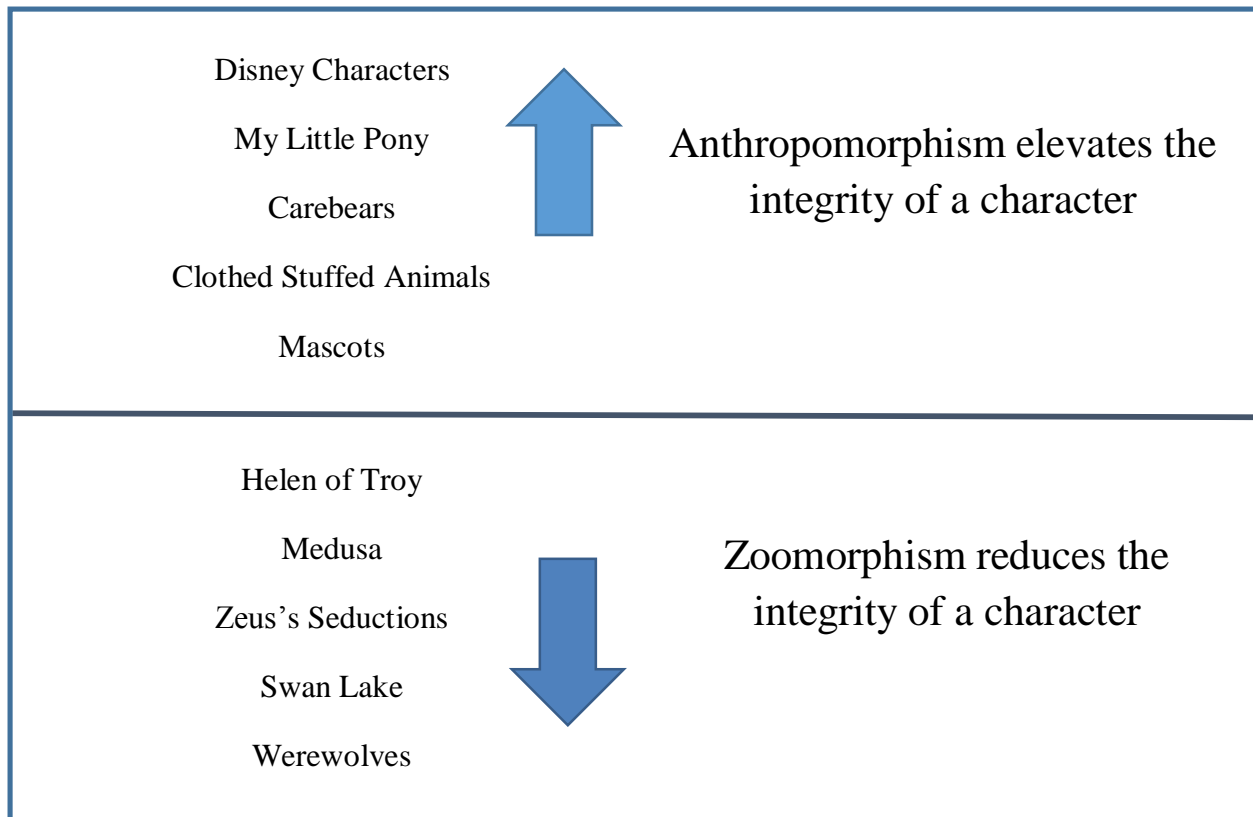 Disney Characters
My Little Pony
Carebears
Clothed Stuffed Animals
Mascots
Anthropomorphism elevates the
integrity of a character
Helen of Troy
Medusa
Zeus’s Seductions
Swan Lake
Werewolves
Zoomorphism reduces the
integrity of a character